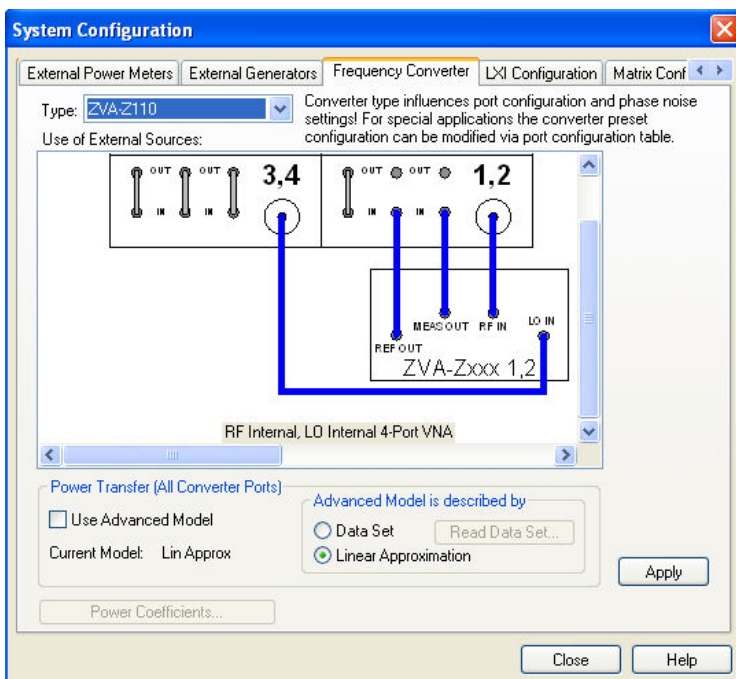 System Configuration
External Power Meters
External Generators
Frequency Converter
LXI Configuration
Matrix Conf
Type: ZVA-Z110
Converter type influences port configuration and phase noise
settings! For special applications the converter preset
configuration can be modified via port configuration table.
Use of External Sources:
OUT OUT 3,4 OUT OUT 1,2
IN IN IN IN
MEAS OUT RF IN LO IN
REF OUT
ZVA-Zxxx 1,2
RF Internal, LO Internal 4-Port VNA
Power Transfer (All Converter Ports)
Use Advanced Model
Current Model: Lin Approx
Advanced Model is described by
Data Set
Read Data Set...
Linear Approximation
Apply
Power Coefficients...
Close
Help